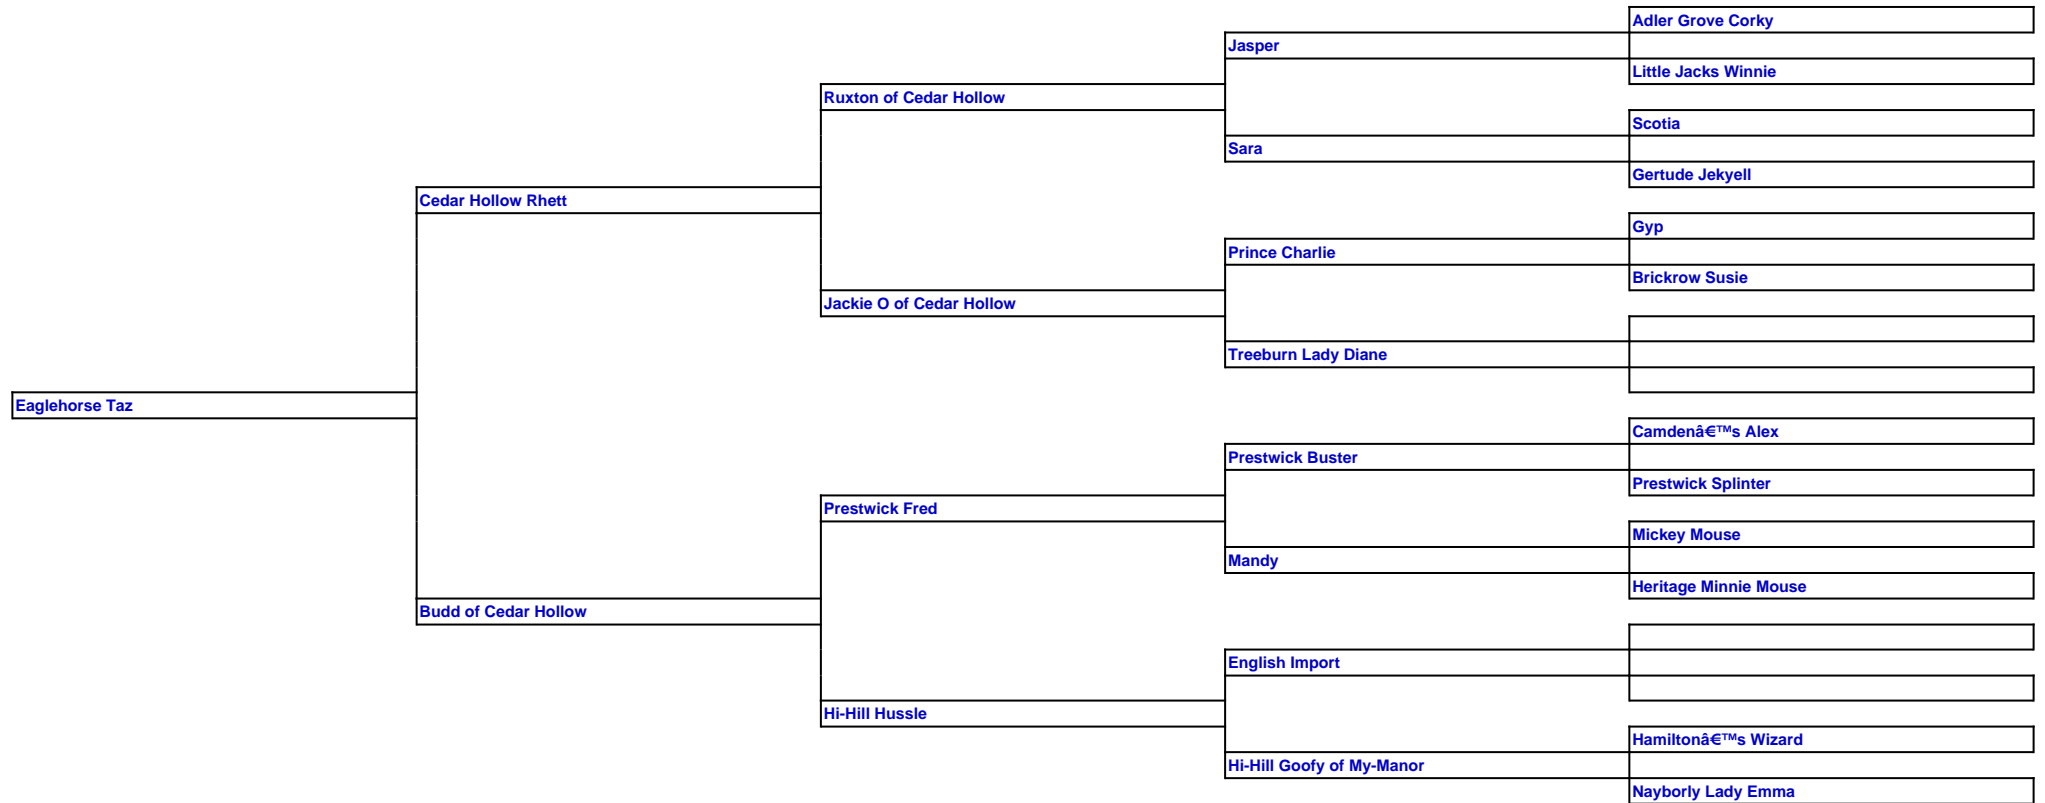 Adler Grove Corky
Jasper
Little Jacks Winnie
Ruxton of Cedar Hollow
Scotia
Sara
Gertude Jekyell
Cedar Hollow Rhett
Gyp
Prince Charlie
Brickrow Susie
Jackie O of Cedar Hollow
Treeburn Lady Diane
Eaglehorse Taz
Camdenâ€™s Alex
Prestwick Buster
Prestwick Splinter
Prestwick Fred
Mickey Mouse
Mandy
Heritage Minnie Mouse
Budd of Cedar Hollow
English Import
Hi-Hill Hussle
Hamiltonâ€™s Wizard
Hi-Hill Goofy of My-Manor
Nayborly Lady Emma